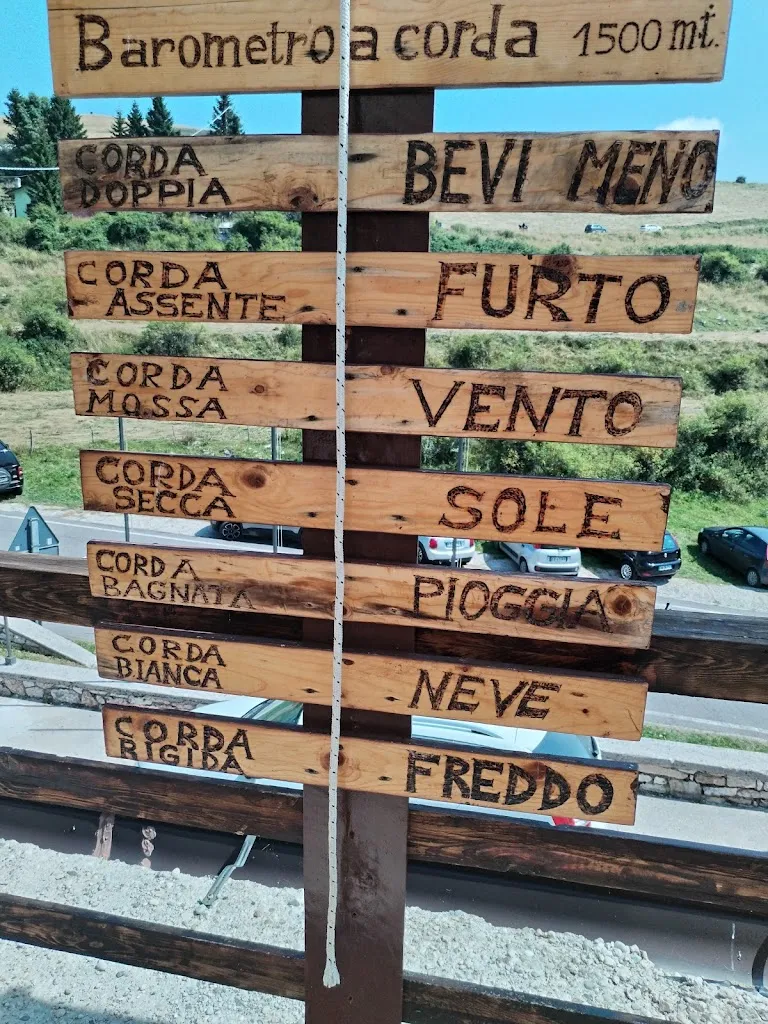 Barometro a corda 1500 mt.
CORDA DOPPIA BEVI MENO
CORDA ASSENTE FURTO
CORDA MOSSA VENTO
CORDA SECCA SOLE
CORDA BAGNATA PIOGGIA
CORDA BIANCA NEVE
CORDA RIGIDA FREDDO